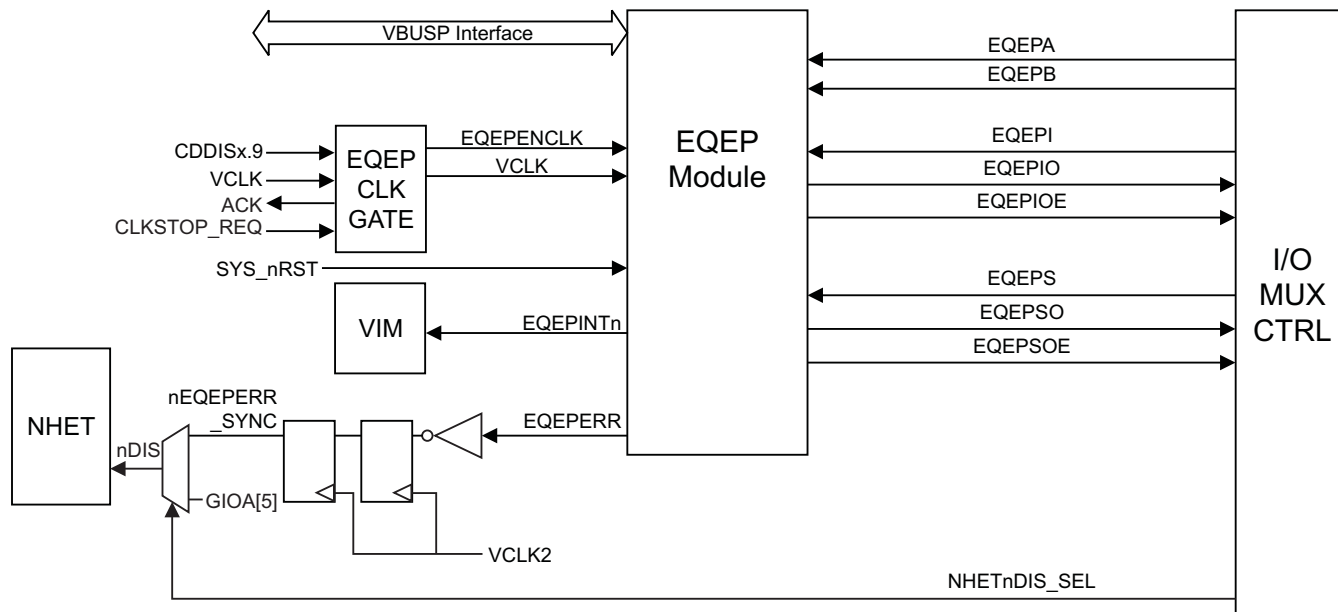 VBUSP Interface
EQEPA
EQEPB
EQEPENCLK
EQEPI
CDDISx.9
EQEP
CLK
GATE
EQEP
Module
VCLK
VCLK
EQEPIO
ACK
EQEPIOE
CLKSTOP_REQ
SYS_nRST
I/O
MUX
CTRL
EQEPS
VIM
EQEPINTn
EQEPSO
EQEPSOE
NHET
nEQEPERR
_SYNC
EQEPERR
nDIS
GIOA[5]
VCLK2
NHETnDIS_SEL